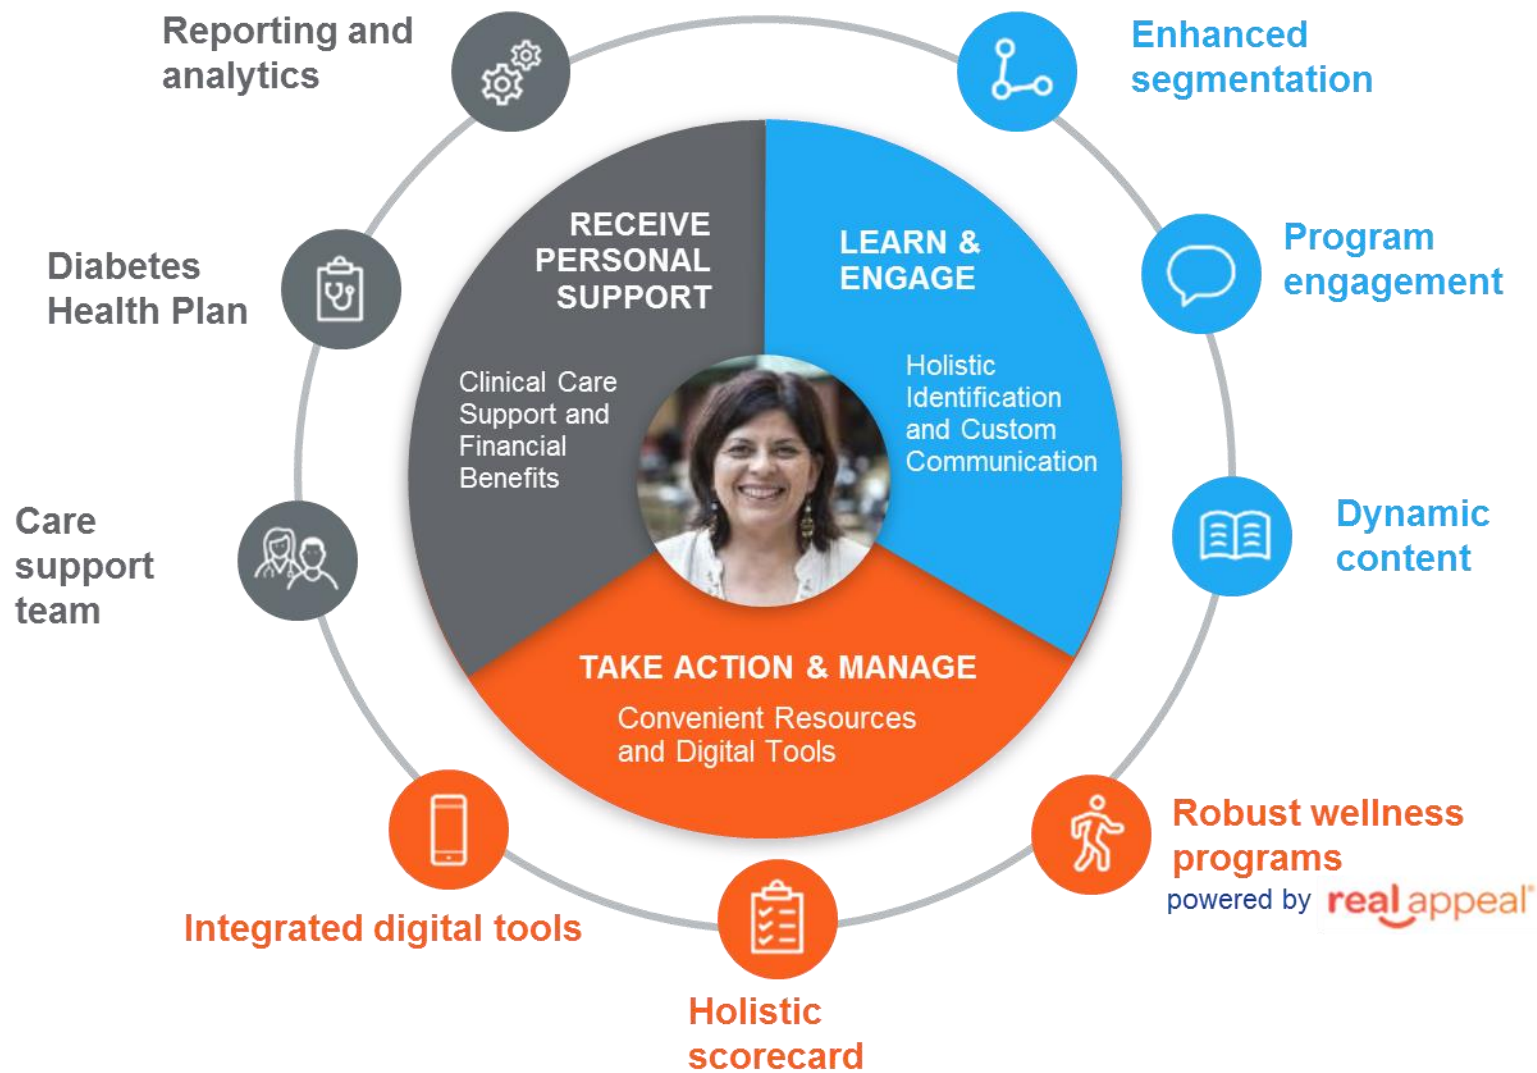 Reporting and
analytics
Enhanced
segmentation
Diabetes
Health Plan
Program
engagement
RECEIVE
PERSONAL
SUPPORT
Clinical Care
Support and
Financial
Benefits
LEARN &
ENGAGE
Holistic
Identification
and Custom
Communication
Care
support
team
Dynamic
content
TAKE ACTION & MANAGE
Convenient Resources
and Digital Tools
Integrated digital tools
Robust wellness
programs
powered by real appeal®
Holistic
scorecard